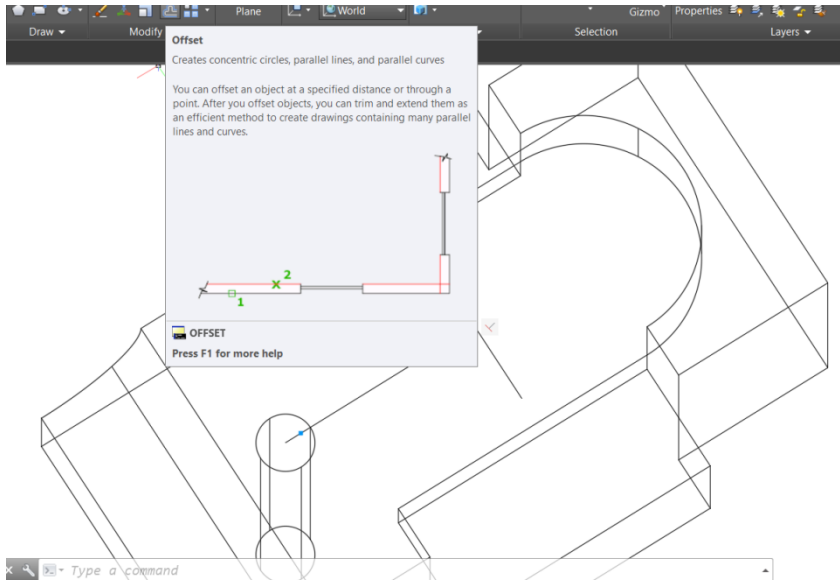 Plane
World
Gizmo
Properties
Draw
Modify
Selection
Layers
Offset
Creates concentric circles, parallel lines, and parallel curves
You can offset an object at a specified distance or through a
point. After you offset objects, you can trim and extend them as
an efficient method to create drawings containing many parallel
lines and curves.
2
1
OFFSET
Press F1 for more help
Type a command